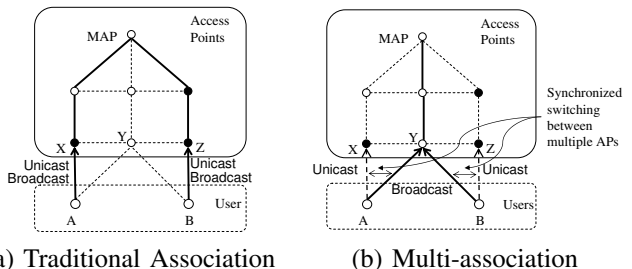 Access
Points
MAP
X
Y
Z
Unicast
Broadcast
Unicast
Broadcast
User
A
B
a) Traditional Association
Access
Points
MAP
Synchronized
switching
between
multiple APs
X
Y
Z
Unicast
Unicast
Broadcast
Users
A
B
(b) Multi-association